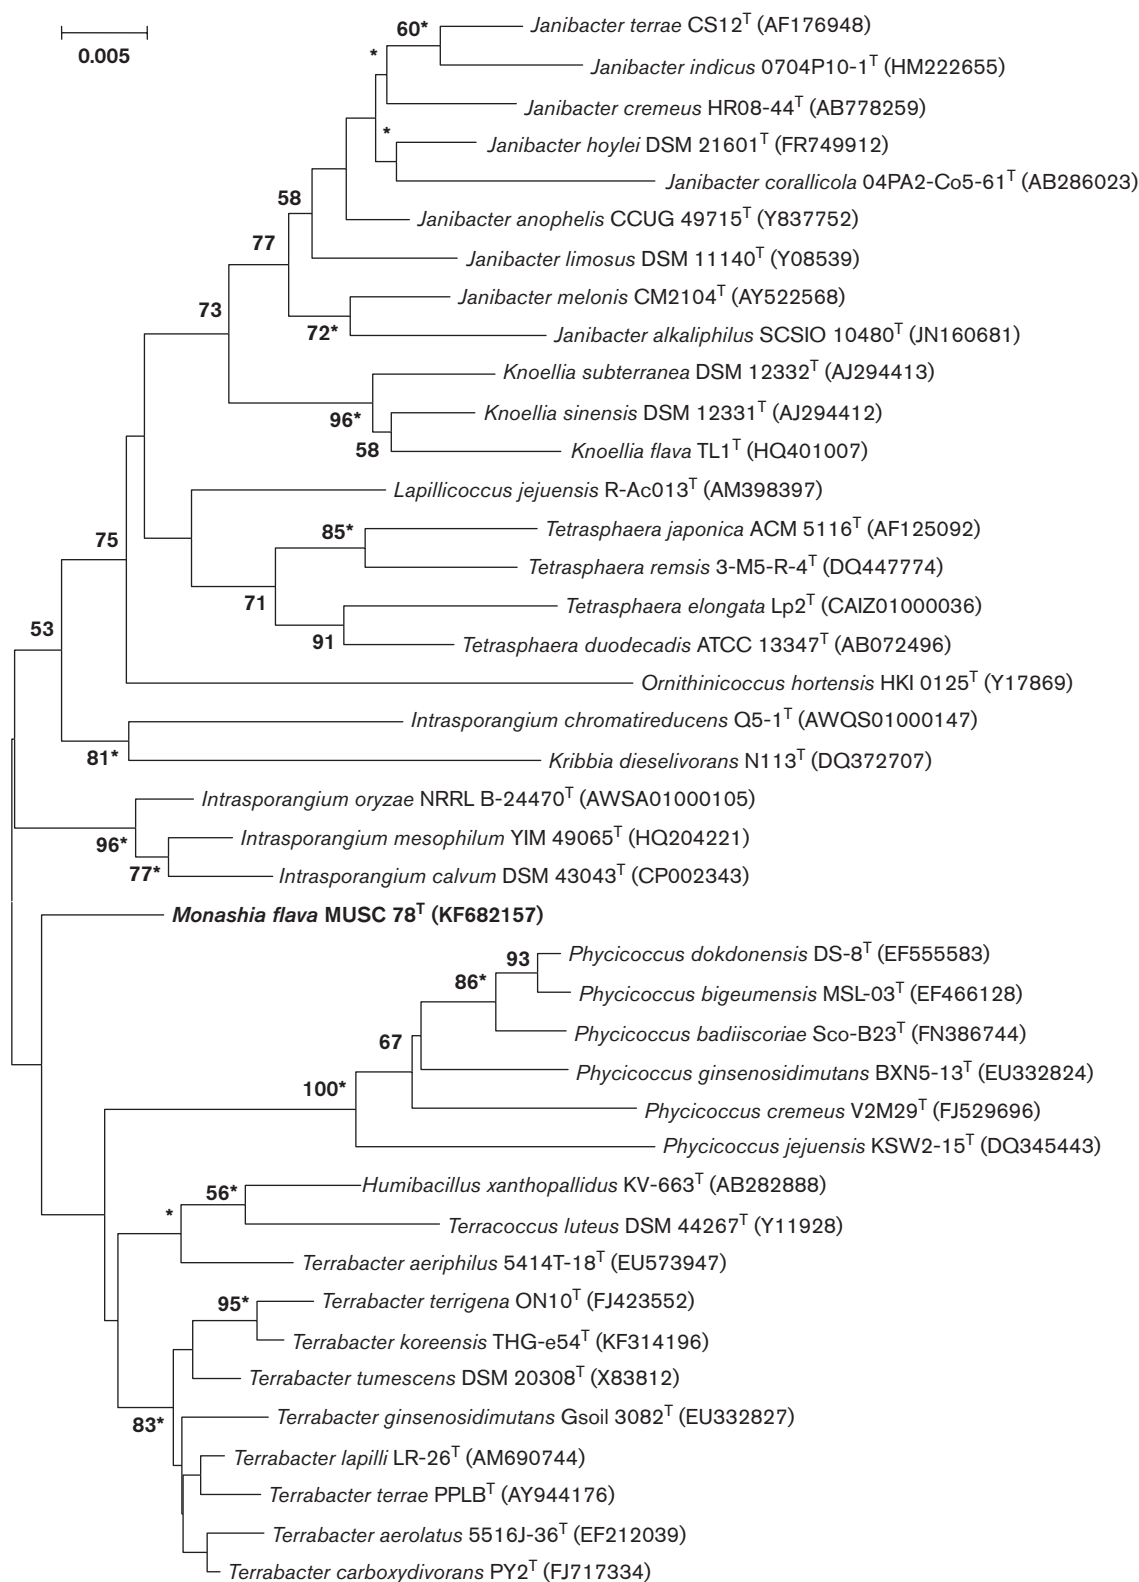 0.005
60*
Janibacter terrae CS12T (AF176948)
*
Janibacter indicus 0704P10-1T (HM222655)
Janibacter cremeus HR08-44T (AB778259)
*
Janibacter hoylei DSM 21601T (FR749912)
Janibacter corallicola 04PA2-Co5-61T (AB286023)
58
Janibacter anophelis CCUG 49715T (Y837752)
77
Janibacter limosus DSM 11140T (Y08539)
73
Janibacter melonis CM2104T (AY522568)
72*
Janibacter alkaliphilus SCSIO 10480T (JN160681)
Knoellia subterranea DSM 12332T (AJ294413)
96*
Knoellia sinensis DSM 12331T (AJ294412)
58
Knoellia flava TL1T (HQ401007)
Lapillicoccus jejuensis R-Ac013T (AM398397)
75
85*
Tetrasphaera japonica ACM 5116T (AF125092)
Tetrasphaera remsis 3-M5-R-4T (DQ447774)
71
Tetrasphaera elongata Lp2T (CAIZ01000036)
53
91
Tetrasphaera duodecadis ATCC 13347T (AB072496)
Ornithinicoccus hortensis HKI 0125T (Y17869)
Intrasporangium chromatireducens Q5-1T (AWQS01000147)
81*
Kribbia dieselivorans N113T (DQ372707)
Intrasporangium oryzae NRRL B-24470T (AWSA01000105)
96*
Intrasporangium mesophilum YIM 49065T (HQ204221)
77*
Intrasporangium calvum DSM 43043T (CP002343)
Monashia flava MUSC 78T (KF682157)
93
Phycicoccus dokdonensis DS-8T (EF555583)
86*
Phycicoccus bigeumensis MSL-03T (EF466128)
Phycicoccus badiiscoriae Sco-B23T (FN386744)
67
Phycicoccus ginsenosidimutans BXN5-13T (EU332824)
100*
Phycicoccus cremeus V2M29T (FJ529696)
Phycicoccus jejuensis KSW2-15T (DQ345443)
56*
Humibacillus xanthopallidus KV-663T (AB282888)
*
Terracoccus luteus DSM 44267T (Y11928)
Terrabacter aeriphilus 5414T-18T (EU573947)
95*
Terrabacter terrigena ON10T (FJ423552)
Terrabacter koreensis THG-e54T (KF314196)
Terrabacter tumescens DSM 20308T (X83812)
83*
Terrabacter ginsenosidimutans Gsoil 3082T (EU332827)
Terrabacter lapilli LR-26T (AM690744)
Terrabacter terrae PPLBT (AY944176)
Terrabacter aerolatus 5516J-36T (EF212039)
Terrabacter carboxydivorans PY2T (FJ717334)